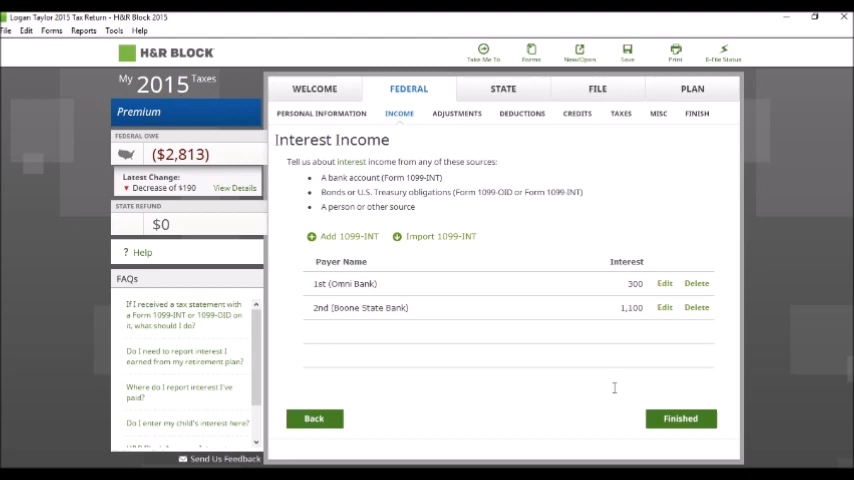 Logan Taylor 2015 Tax Return - H&R Block 2015
File Edit Forms Reports Tools Help
H&R BLOCK
Take Me To Forms New/Open Save Print E-File Status
My 2015 Taxes
Premium
FEDERAL OWE
($2,813)
Latest Change:
Decrease of $190 View Details
STATE REFUND
$0
? Help
FAQs
If I received a tax statement with
a Form 1099-INT or 1099-OID on
it, what should I do?
Do I need to report interest I
earned from my retirement plan?
Where do I report interest I've
paid?
Do I enter my child's interest here?
Send Us Feedback
WELCOME FEDERAL STATE FILE PLAN
PERSONAL INFORMATION INCOME ADJUSTMENTS DEDUCTIONS CREDITS TAXES MISC FINISH
Interest Income
Tell us about interest income from any of these sources:
• A bank account (Form 1099-INT)
• Bonds or U.S. Treasury obligations (Form 1099-OID or Form 1099-INT)
• A person or other source
Add 1099-INT Import 1099-INT
Payer Name Interest
1st (Omni Bank) 300 Edit Delete
2nd (Boone State Bank) 1,100 Edit Delete
Back Finished